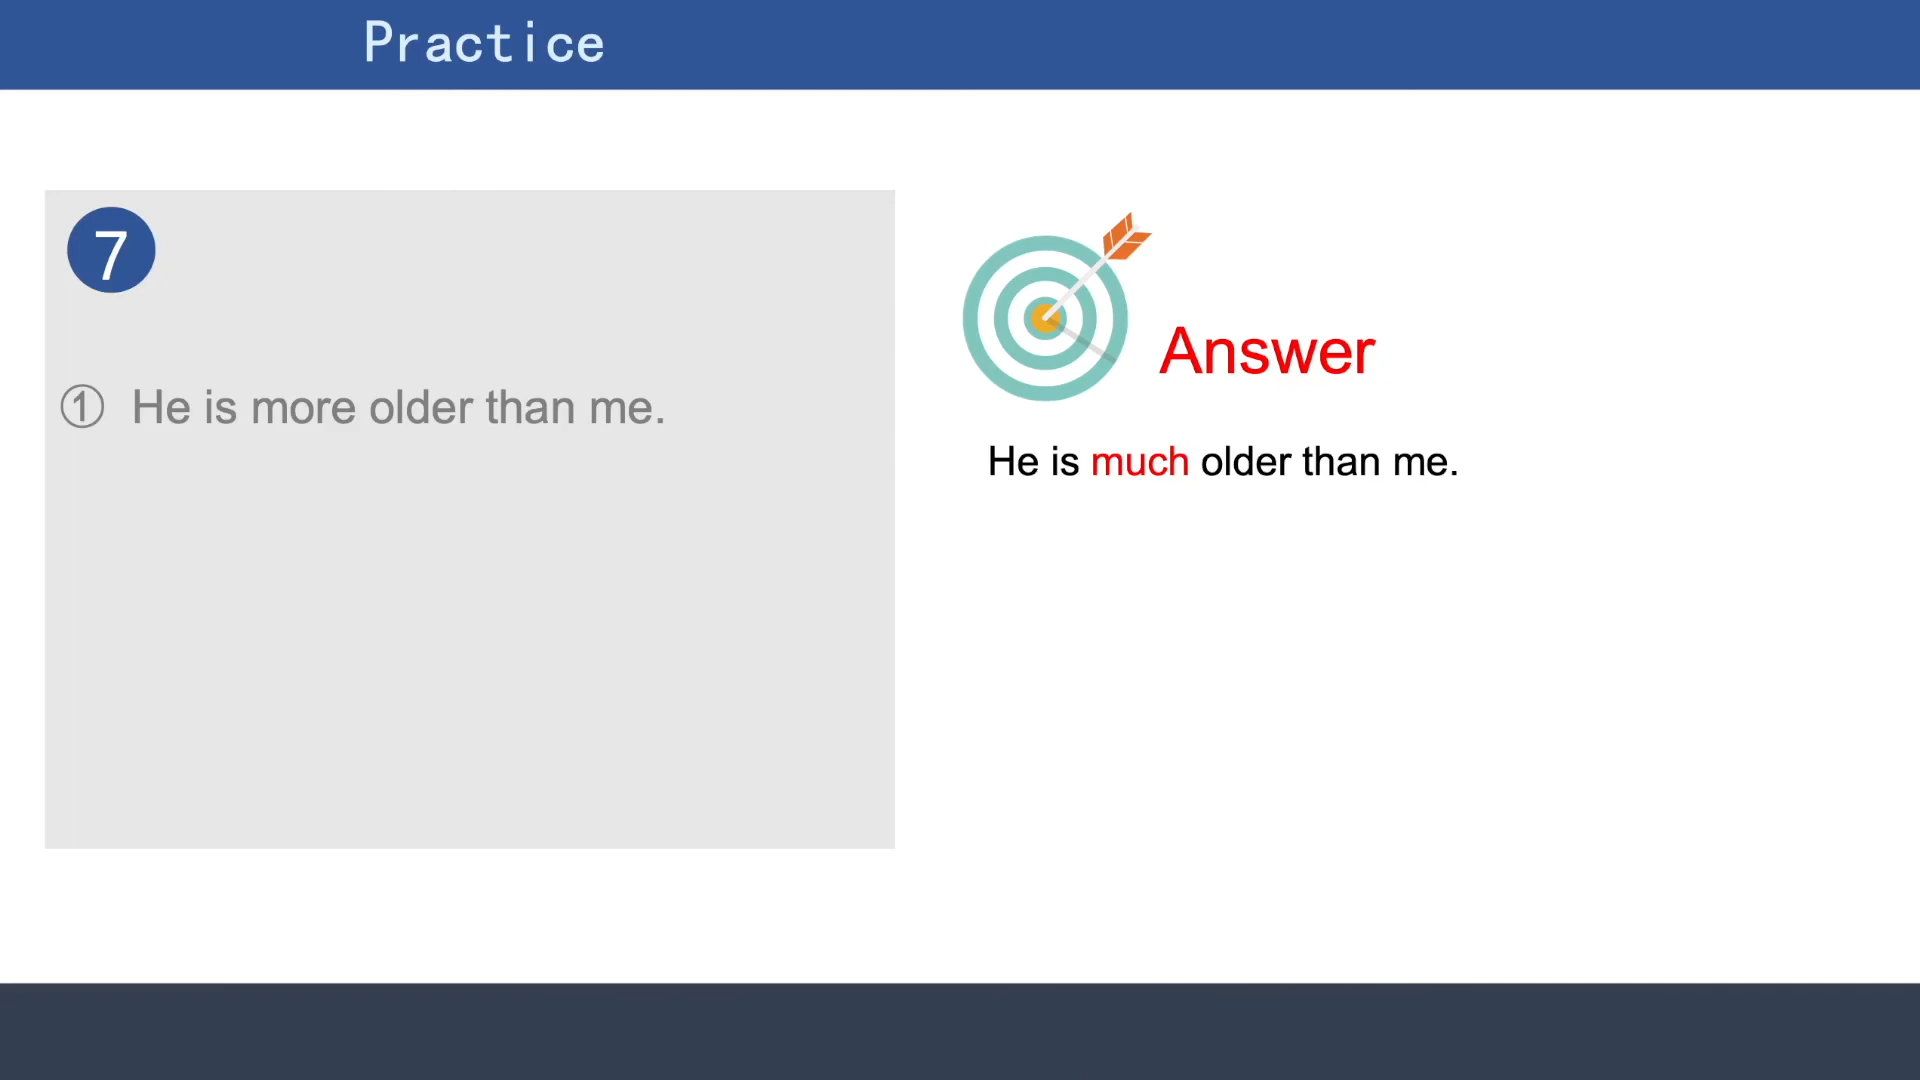 Practice
7
① He is more older than me.
Answer
He is much older than me.